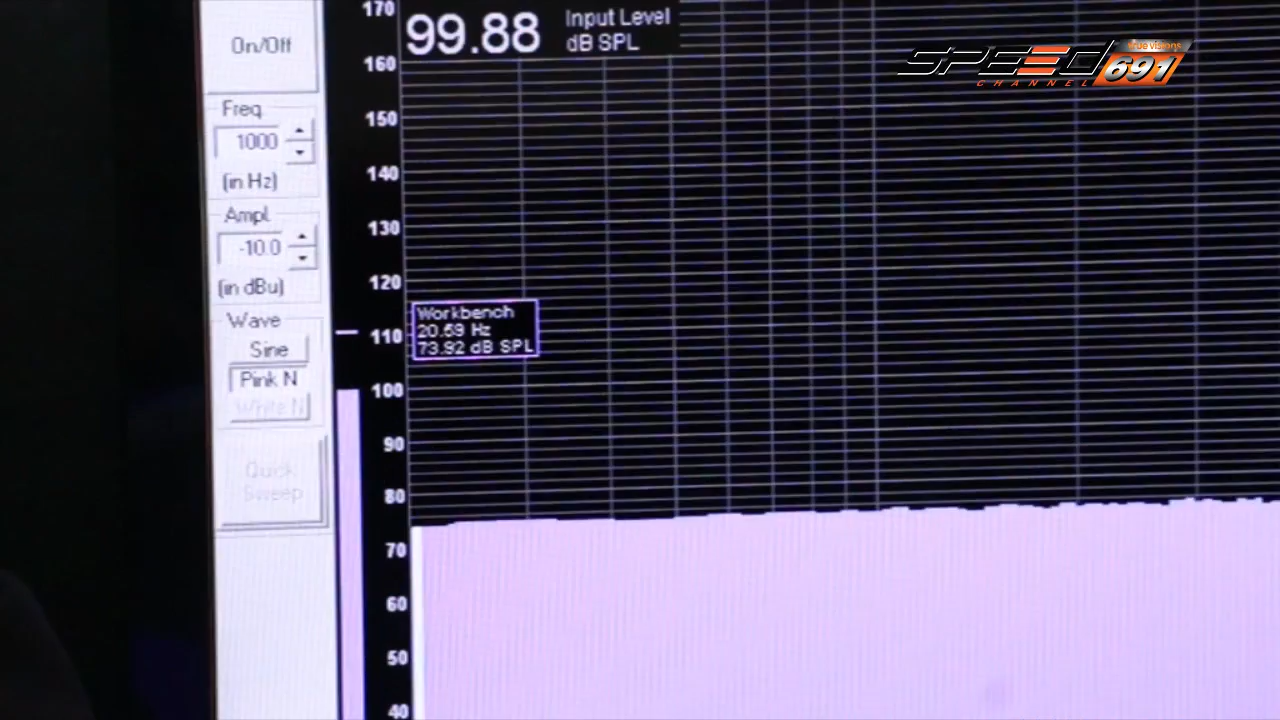 170
99.88
Input Level
dB SPL
SPEED
CHANNEL
True Visions
691
On/Off
160
Freq
150
1000
140
(in Hz)
Ampl
130
-10.0
120
(in dBu)
Workbench
20.59 Hz
73.92 dB SPL
Wave
110
Sine
Pink N
100
White N
90
Quick
Sweep
80
70
60
50
40